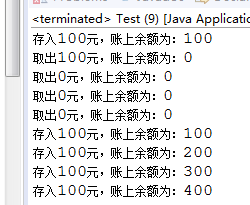 <terminated> Test (9) [Java Applicatio
存入100元，账上余额为：100
取出100元，账上余额为：0
取出0元，账上余额为：0
取出0元，账上余额为：0
取出0元，账上余额为：0
存入100元，账上余额为：100
存入100元，账上余额为：200
存入100元，账上余额为：300
存入100元，账上余额为：400